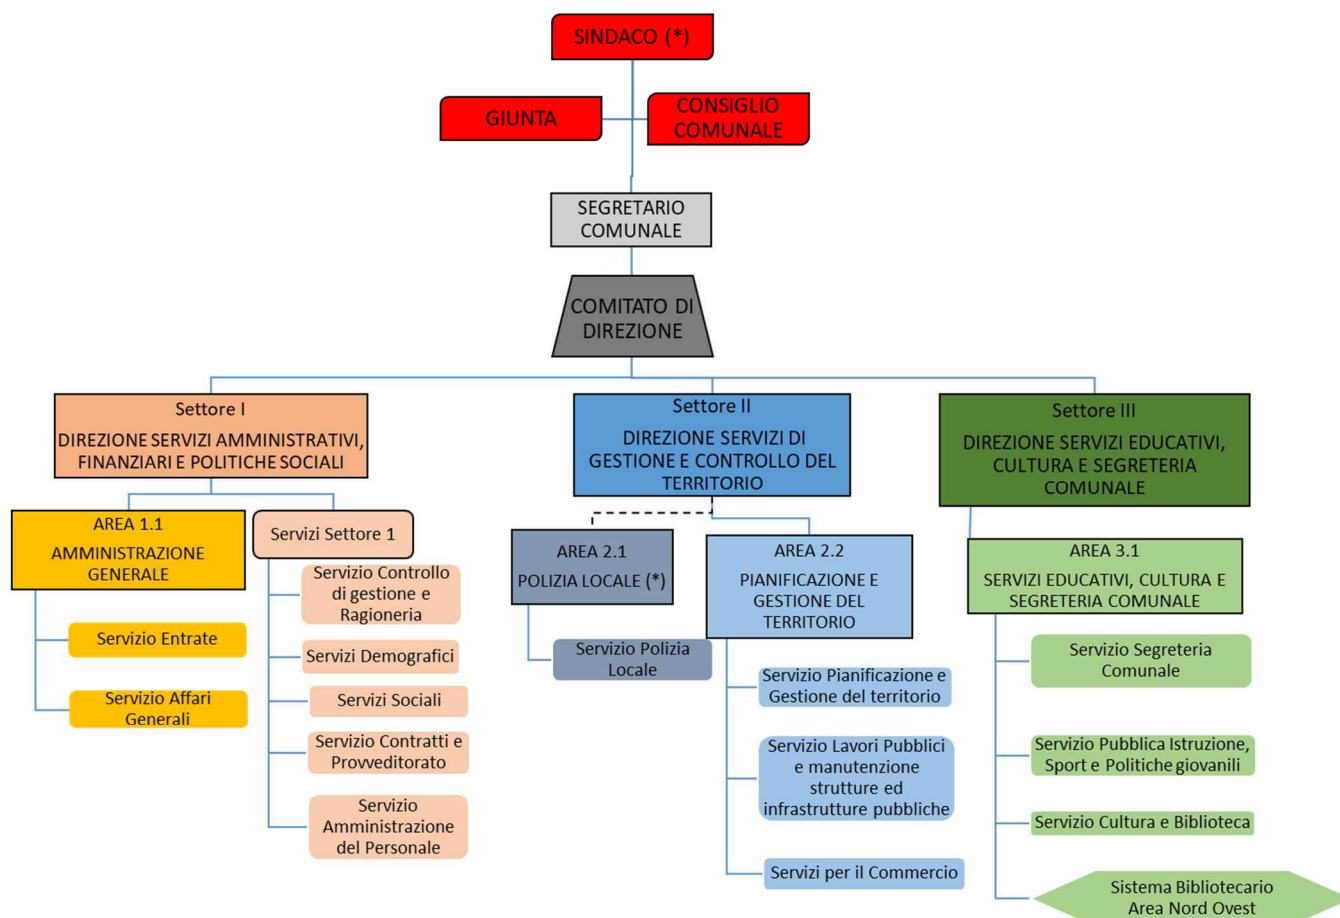 SINDACO (*)
GIUNTA
CONSIGLIO
COMUNALE
SEGRETARIO
COMUNALE
COMITATO DI
DIREZIONE
Settore I
DIREZIONE SERVIZI AMMINISTRATIVI,
FINANZIARI E POLITICHE SOCIALI
AREA 1.1
AMMINISTRAZIONE
GENERALE
Servizio Entrate
Servizio Affari
Generali
Servizi Settore 1
Servizio Controllo
di gestione e
Ragioneria
Servizi Demografici
Servizi Sociali
Servizio Contratti e
Provveditorato
Servizio
Amministrazione
del Personale
Settore II
DIREZIONE SERVIZI DI
GESTIONE E CONTROLLO DEL
TERRITORIO
AREA 2.1
POLIZIA LOCALE (*)
Servizio Polizia
Locale
AREA 2.2
PIANIFICAZIONE E
GESTIONE DEL
TERRITORIO
Servizio Pianificazione e
Gestione del territorio
Servizio Lavori Pubblici
e manutenzione
strutture ed
infrastrutture pubbliche
Servizi per il Commercio
Settore III
DIREZIONE SERVIZI EDUCATIVI,
CULTURA E SEGRETERIA
COMUNALE
AREA 3.1
SERVIZI EDUCATIVI, CULTURA E
SEGRETERIA COMUNALE
Servizio Segreteria
Comunale
Servizio Pubblica Istruzione,
Sport e Politiche giovanili
Servizio Cultura e Biblioteca
Sistema Bibliotecario
Area Nord Ovest